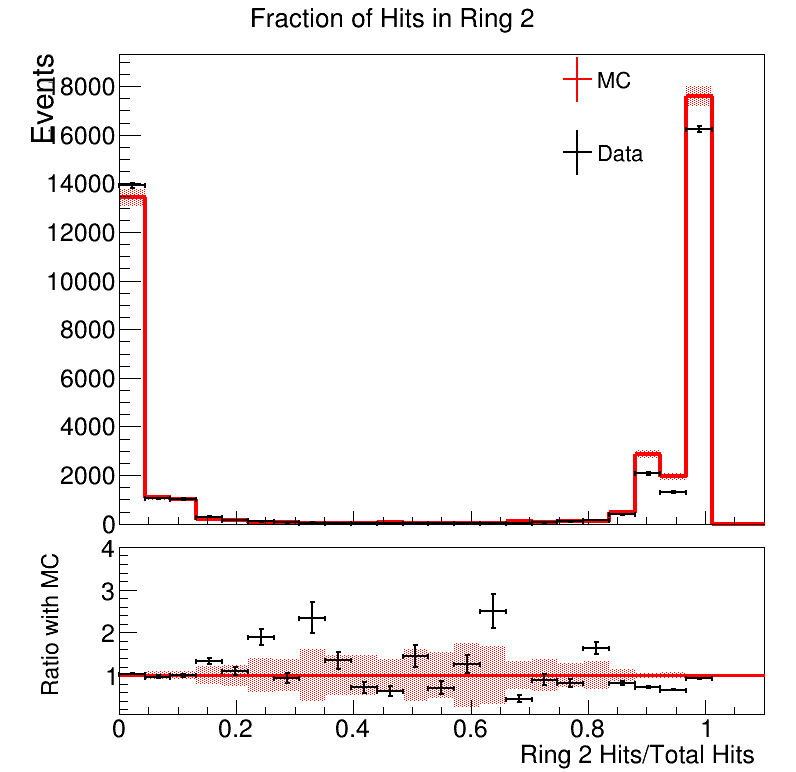 Fraction of Hits in Ring 2
Events
18000
16000
14000
12000
10000
8000
6000
4000
2000
0
MC
Data
Ratio with MC
4
3
2
1
0 0.2 0.4 0.6 0.8 1
Ring 2 Hits/Total Hits